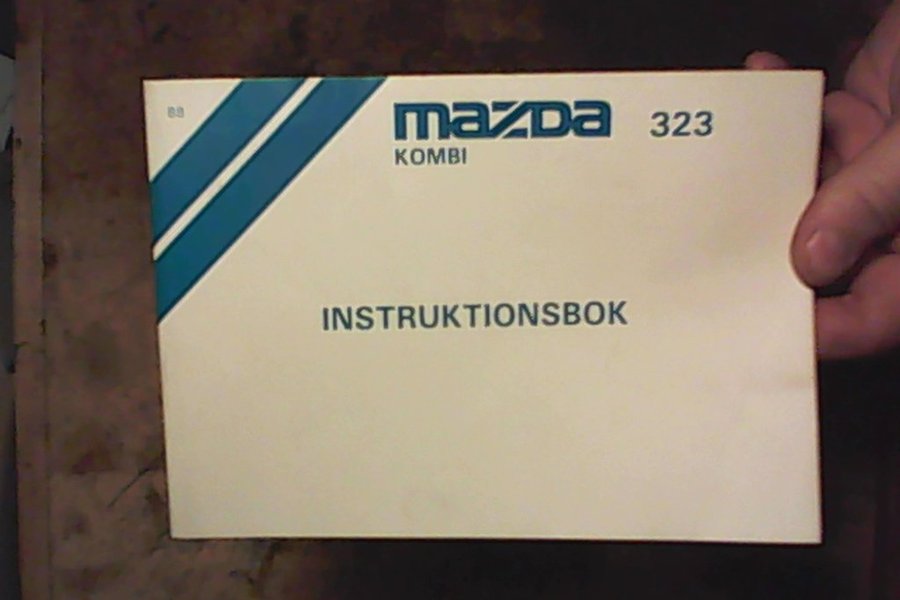 88
mazda 323
KOMBI
INSTRUKTIONSBOK